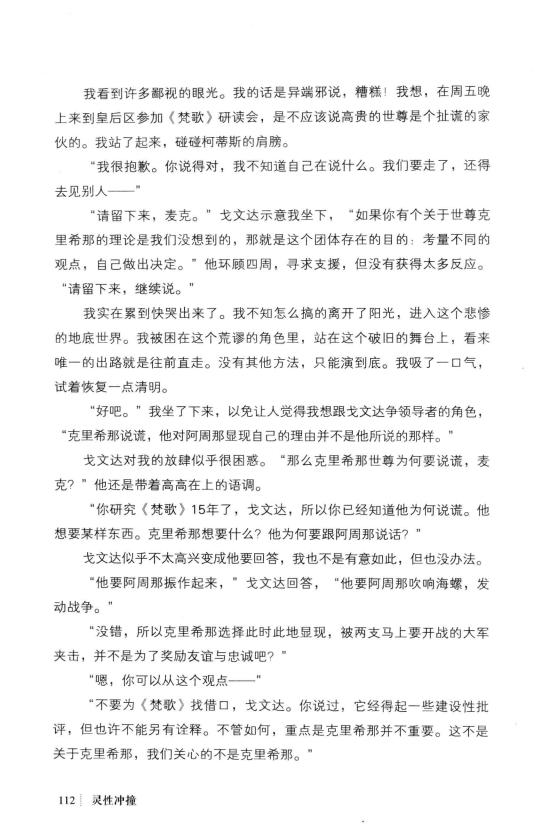 我看到许多鄙视的眼光。我的话是异端邪说，糟糕！我想，在周五晚
上来到皇后区参加《梵歌》研读会，是不应该说高贵的世尊是个扯谎的家
伙的。我站了起来，碰碰柯蒂斯的肩膀。
“我很抱歉。你说得对，我不知道自己在说什么。我们要走了，还得
去见别人——”
“请留下来，麦克。”戈文达示意我坐下，“如果你有个关于世尊克
里希那的理论是我们没想到的，那就是这个团体存在的目的：考量不同的
观点，自己做出决定。”他环顾四周，寻求支援，但没有获得太多反应。
“请留下来，继续说。”
我实在累到快哭出来了。我不知怎么搞的离开了阳光，进入这个悲惨
的地底世界。我被困在这个荒谬的角色里，站在这个破旧的舞台上，看来
唯一的出路就是往前直走。没有其他方法，只能演到底。我吸了一口气，
试着恢复一点清明。
“好吧。”我坐了下来，以免让人觉得我想跟戈文达争领导者的角色，
“克里希那说谎，他对阿周那显现自己的理由并不是他所说的那样。”
戈文达对我的放肆似乎很困惑。“那么克里希那世尊为何要说谎，麦
克？”他还是带着高高在上的语调。
“你研究《梵歌》15年了，戈文达，所以你已经知道他为何说谎。他
想要某样东西。克里希那想要什么？他为何要跟阿周那说话？”
戈文达似乎不太高兴变成他要回答，我也不是有意如此，但也没办法。
“他要阿周那振作起来，”戈文达回答，“他要阿周那吹响海螺，发
动战争。”
“没错，所以克里希那选择此时此地显现，被两支马上要开战的大军
夹击，并不是为了奖励友谊与忠诚吧？”
“嗯，你可以从这个观点——”
“不要为《梵歌》找借口，戈文达。你说过，它经得起一些建设性批
评，但也许不能另有诠释。不管如何，重点是克里希那并不重要。这不是
关于克里希那，我们关心的不是克里希那。”
112 灵性冲撞